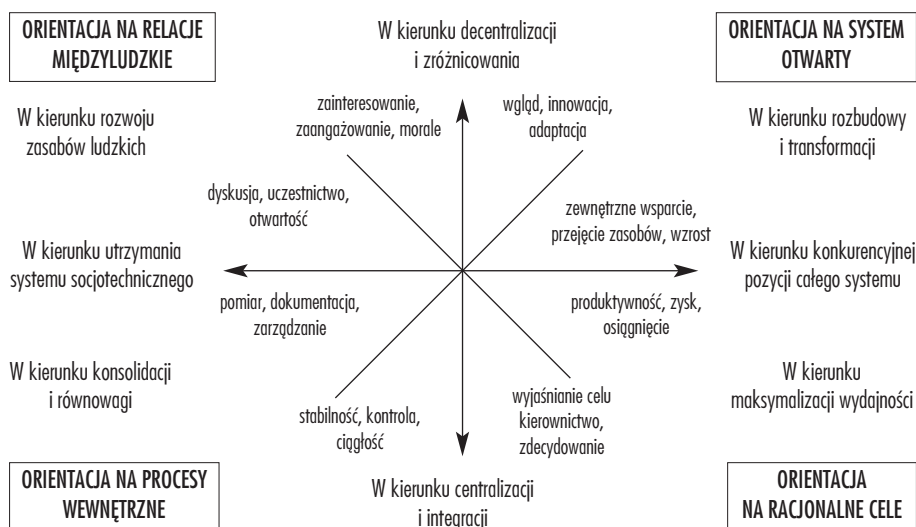 ORIENTACJA NA RELACJE
MIĘDZYLUDZKIE
W kierunku decentralizacji
i zróżnicowania
ORIENTACJA NA SYSTEM
OTWARTY
W kierunku rozwoju
zasabów ludzkich
zainteresowanie,
zaangażowanie, morale
wgląd, innowacja,
adaptacja
W kierunku rozbudowy
i transformacji
dyskusja, uczestnictwo,
otwartość
zewnętrzne wsparcie,
przejęcie zasobów, wzrost
W kierunku utrzymania
systemu socjotechnicznego
W kierunku konkurencyjnej
pozycji całego systemu
pomiar, dokumentacja,
zarządzanie
produktywność, zysk,
osiągnięcie
W kierunku konsolidacji
i równowagi
stabilność, kontrola,
ciągłość
wyjaśnianie celu
kierownictwo,
zdecydowanie
W kierunku
maksymalizacji wydajności
ORIENTACJA NA PROCESY
WEWNĘTRZNE
W kierunku centralizacji
i integracji
ORIENTACJA
NA RACJONALNE CELE